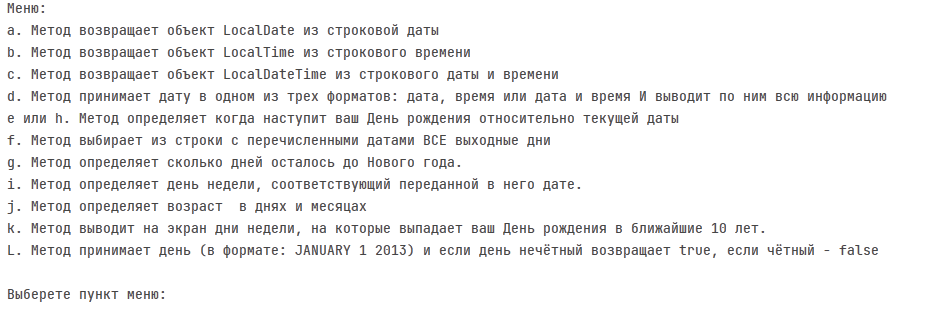 Меню:
a. Метод возвращает объект LocalDate из строковой даты
b. Метод возвращает объект LocalTime из строкового времени
c. Метод возвращает объект LocalDateTime из строкового даты и времени
d. Метод принимает дату в одном из трех форматов: дата, время или дата и время И выводит по ним всю информацию
e или h. Метод определяет когда наступит ваш День рождения относительно текущей даты
f. Метод выбирает из строки с перечисленными датами ВСЕ выходные дни
g. Метод определяет сколько дней осталось до Нового года.
i. Метод определяет день недели, соответствующий переданной в него дате.
j. Метод определяет возраст  в днях и месяцах
k. Метод выводит на экран дни недели, на которые выпадает ваш День рождения в ближайшие 10 лет.
L. Метод принимает день (в формате: JANUARY 1 2013) и если день нечётный возвращает true, если чётный - false
Выберете пункт меню: